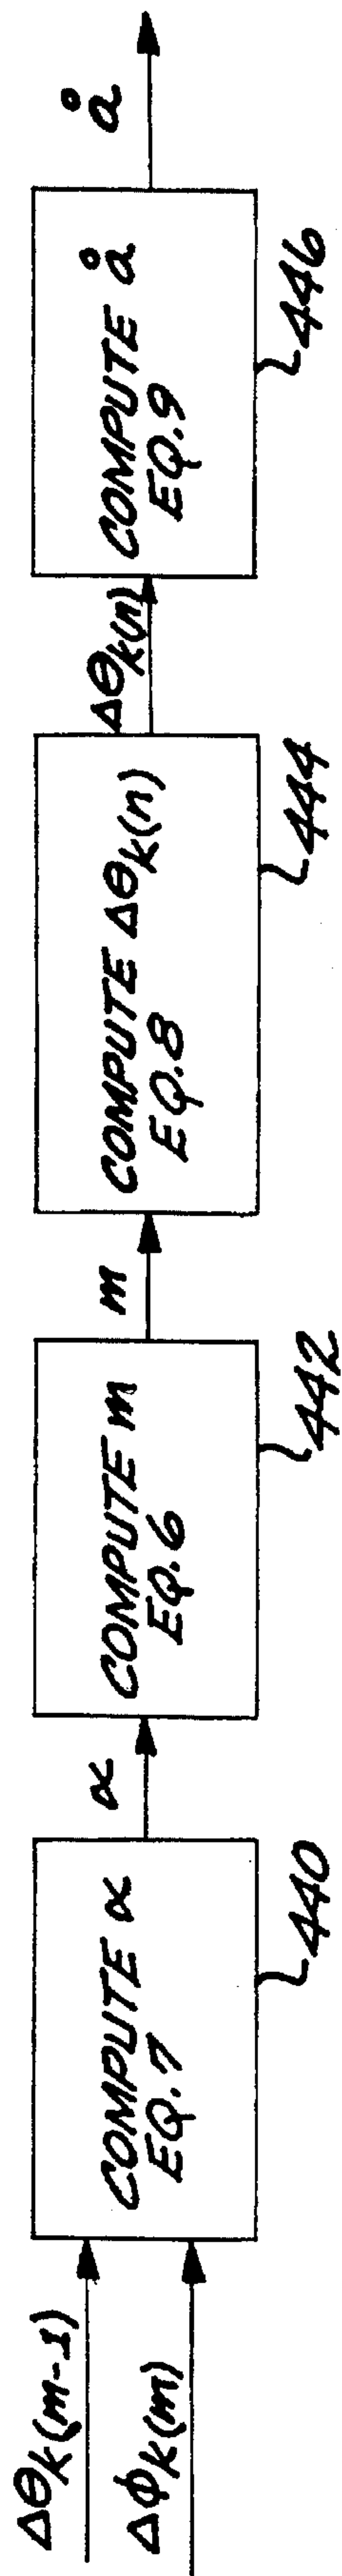 Δθk(m-1)
Δϕk(m)
COMPUTE α
EQ.7
440
α
COMPUTE m
EQ.6
442
m
COMPUTE Δθk(n)
EQ.8
444
Δθk(n)
COMPUTE å
EQ.9
446
å